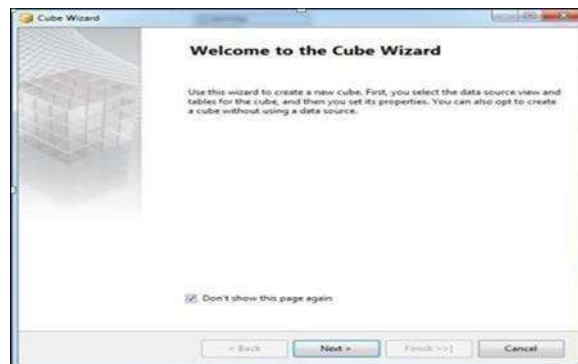 Cube Wizard
Welcome to the Cube Wizard
Use this wizard to create a new cube. First, you select the data source view and
tables for the cube, and then you set its properties. You can also opt to create
a cube without using a data source.
Don't show this page again
< Back
Next >
Finish >>|
Cancel